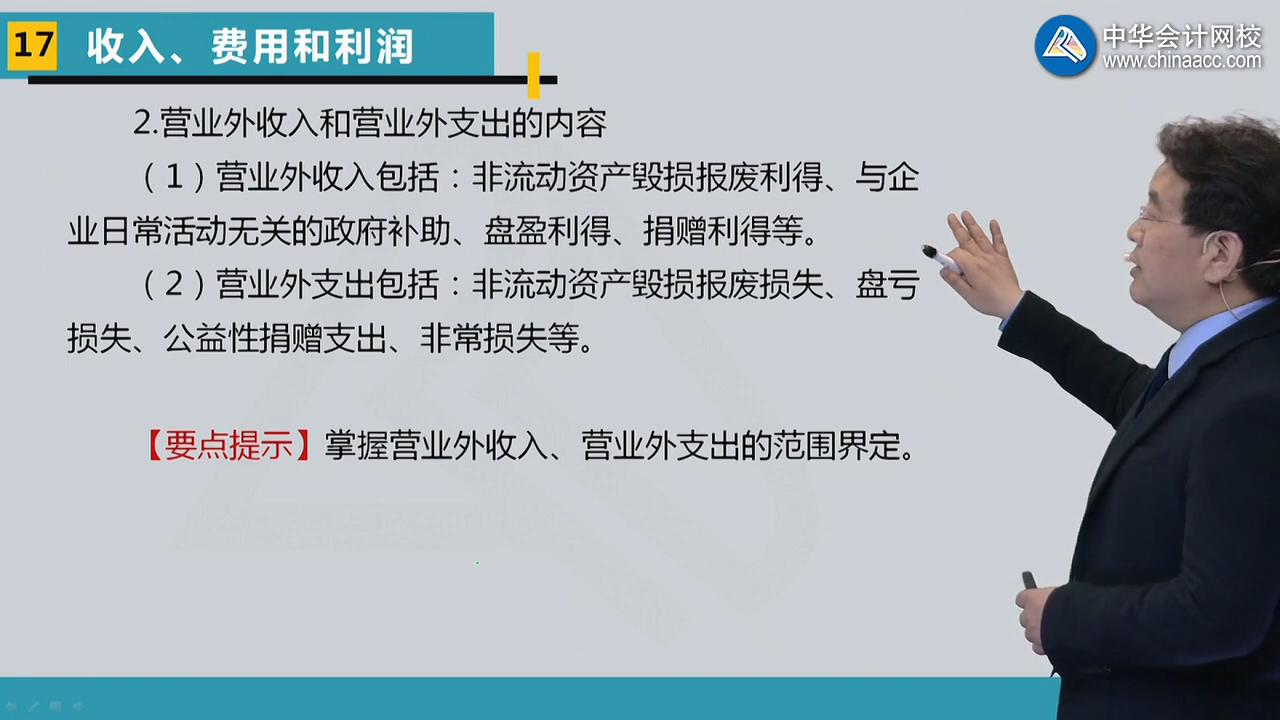 17 收入、费用和利润
中华会计网校
www.chinaacc.com
2.营业外收入和营业外支出的内容
（1）营业外收入包括：非流动资产毁损报废利得、与企
业日常活动无关的政府补助、盘盈利得、捐赠利得等。
（2）营业外支出包括：非流动资产毁损报废损失、盘亏
损失、公益性捐赠支出、非常损失等。
【要点提示】掌握营业外收入、营业外支出的范围界定。